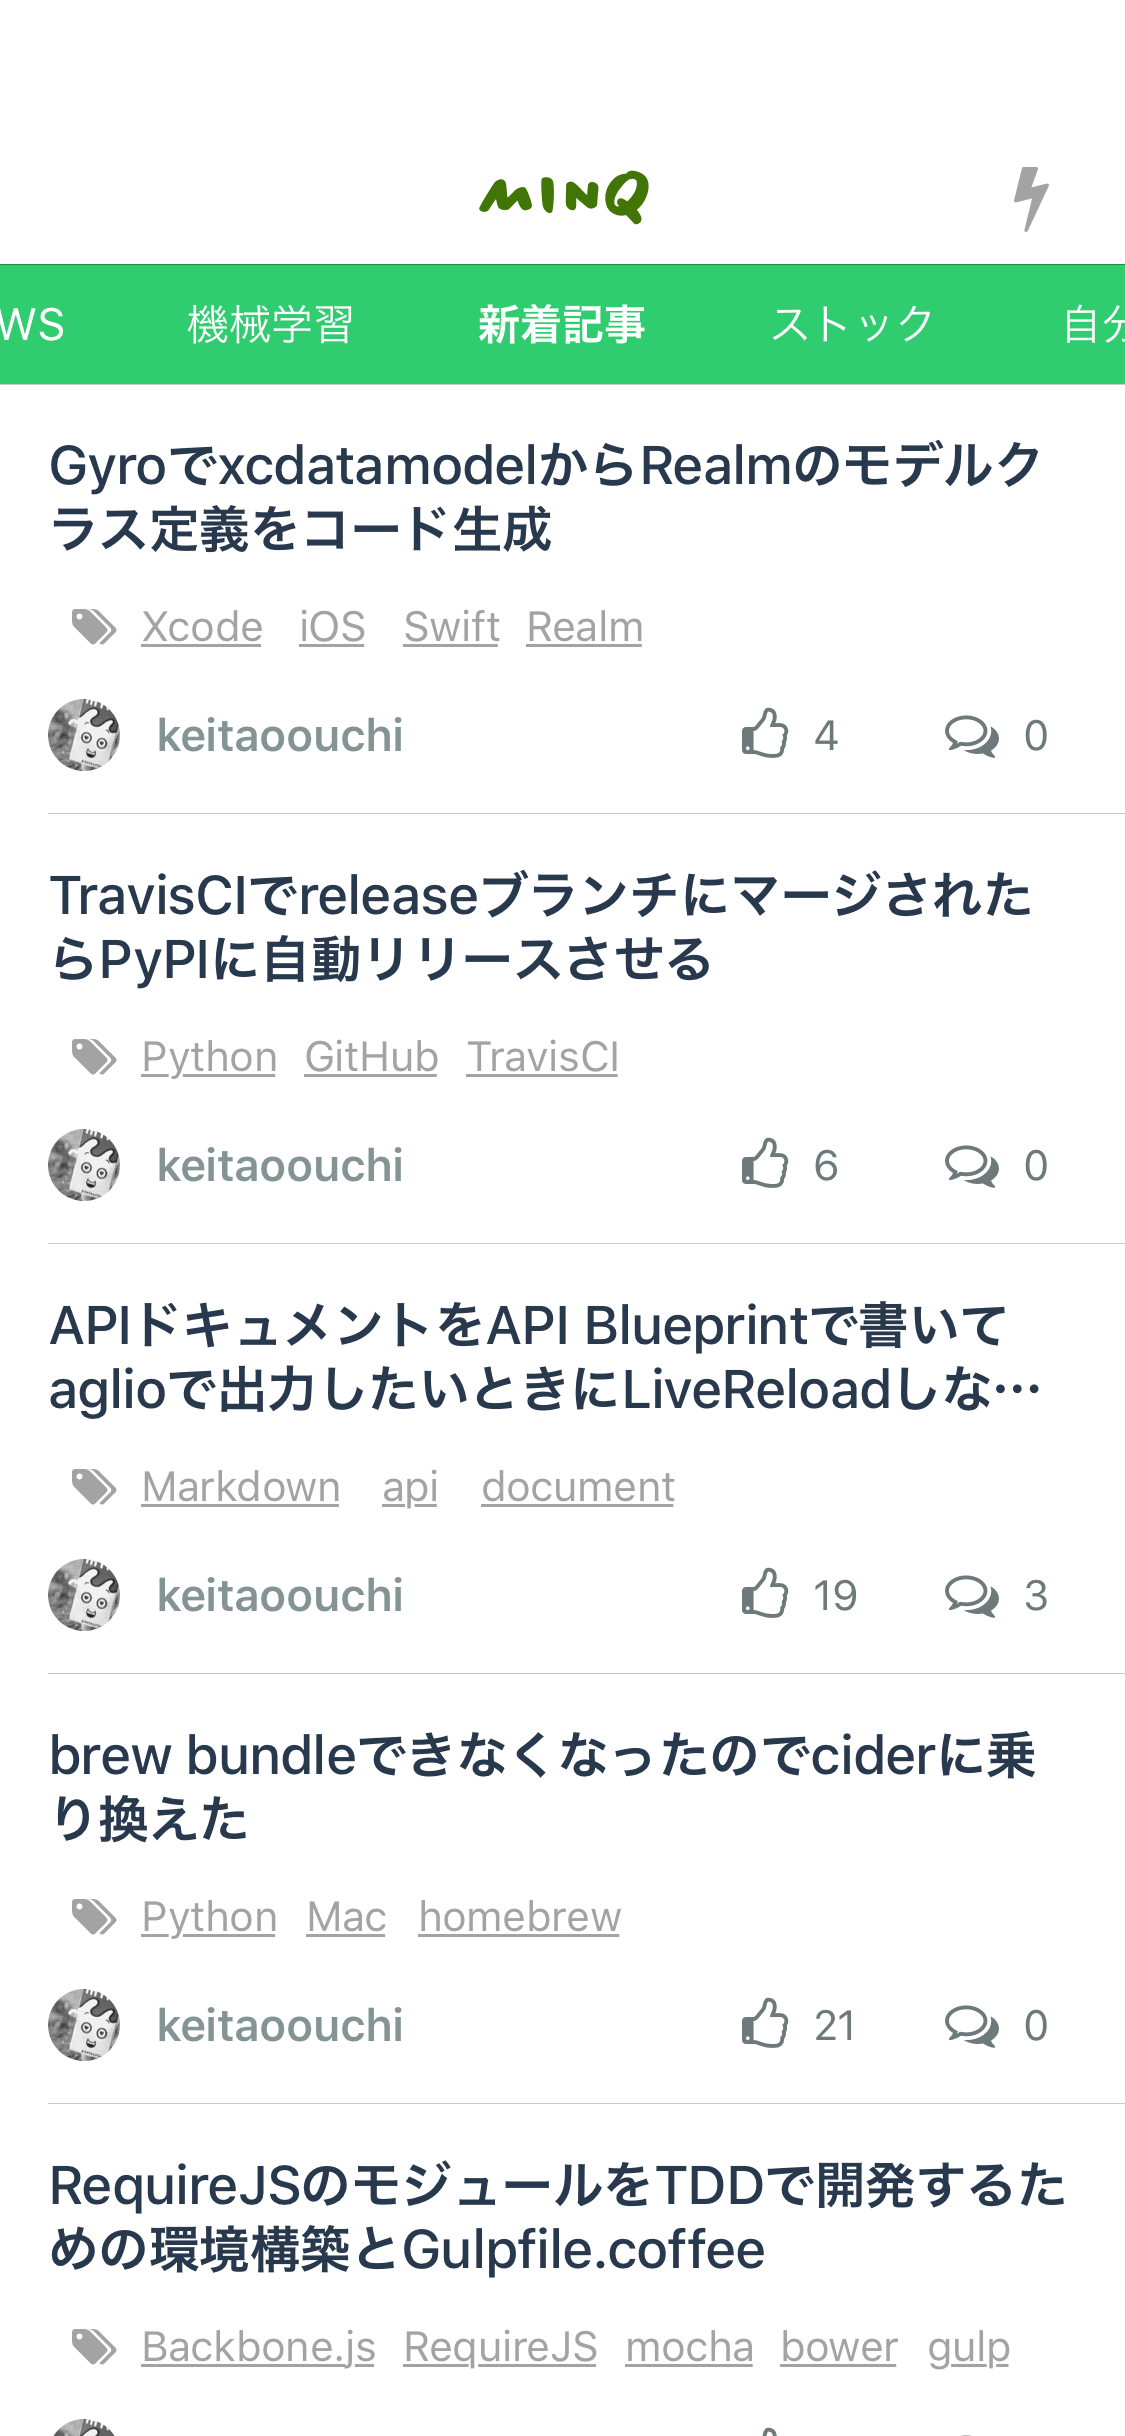 MINQ
WS 機械学習 新着記事 ストック 自分
GyroでxcdatamodelからRealmのモデルク
ラス定義をコード生成
Xcode iOS Swift Realm
keitaoouchi 4 0
TravisCIでreleaseブランチにマージされた
らPyPIに自動リリースさせる
Python GitHub TravisCI
keitaoouchi 6 0
APIドキュメントをAPI Blueprintで書いて
aglioで出力したいときにLiveReloadしな…
Markdown api document
keitaoouchi 19 3
brew bundleできなくなったのでciderに乗
り換えた
Python Mac homebrew
keitaoouchi 21 0
RequireJSのモジュールをTDDで開発するた
めの環境構築とGulpfile.coffee
Backbone.js RequireJS mocha bower gulp